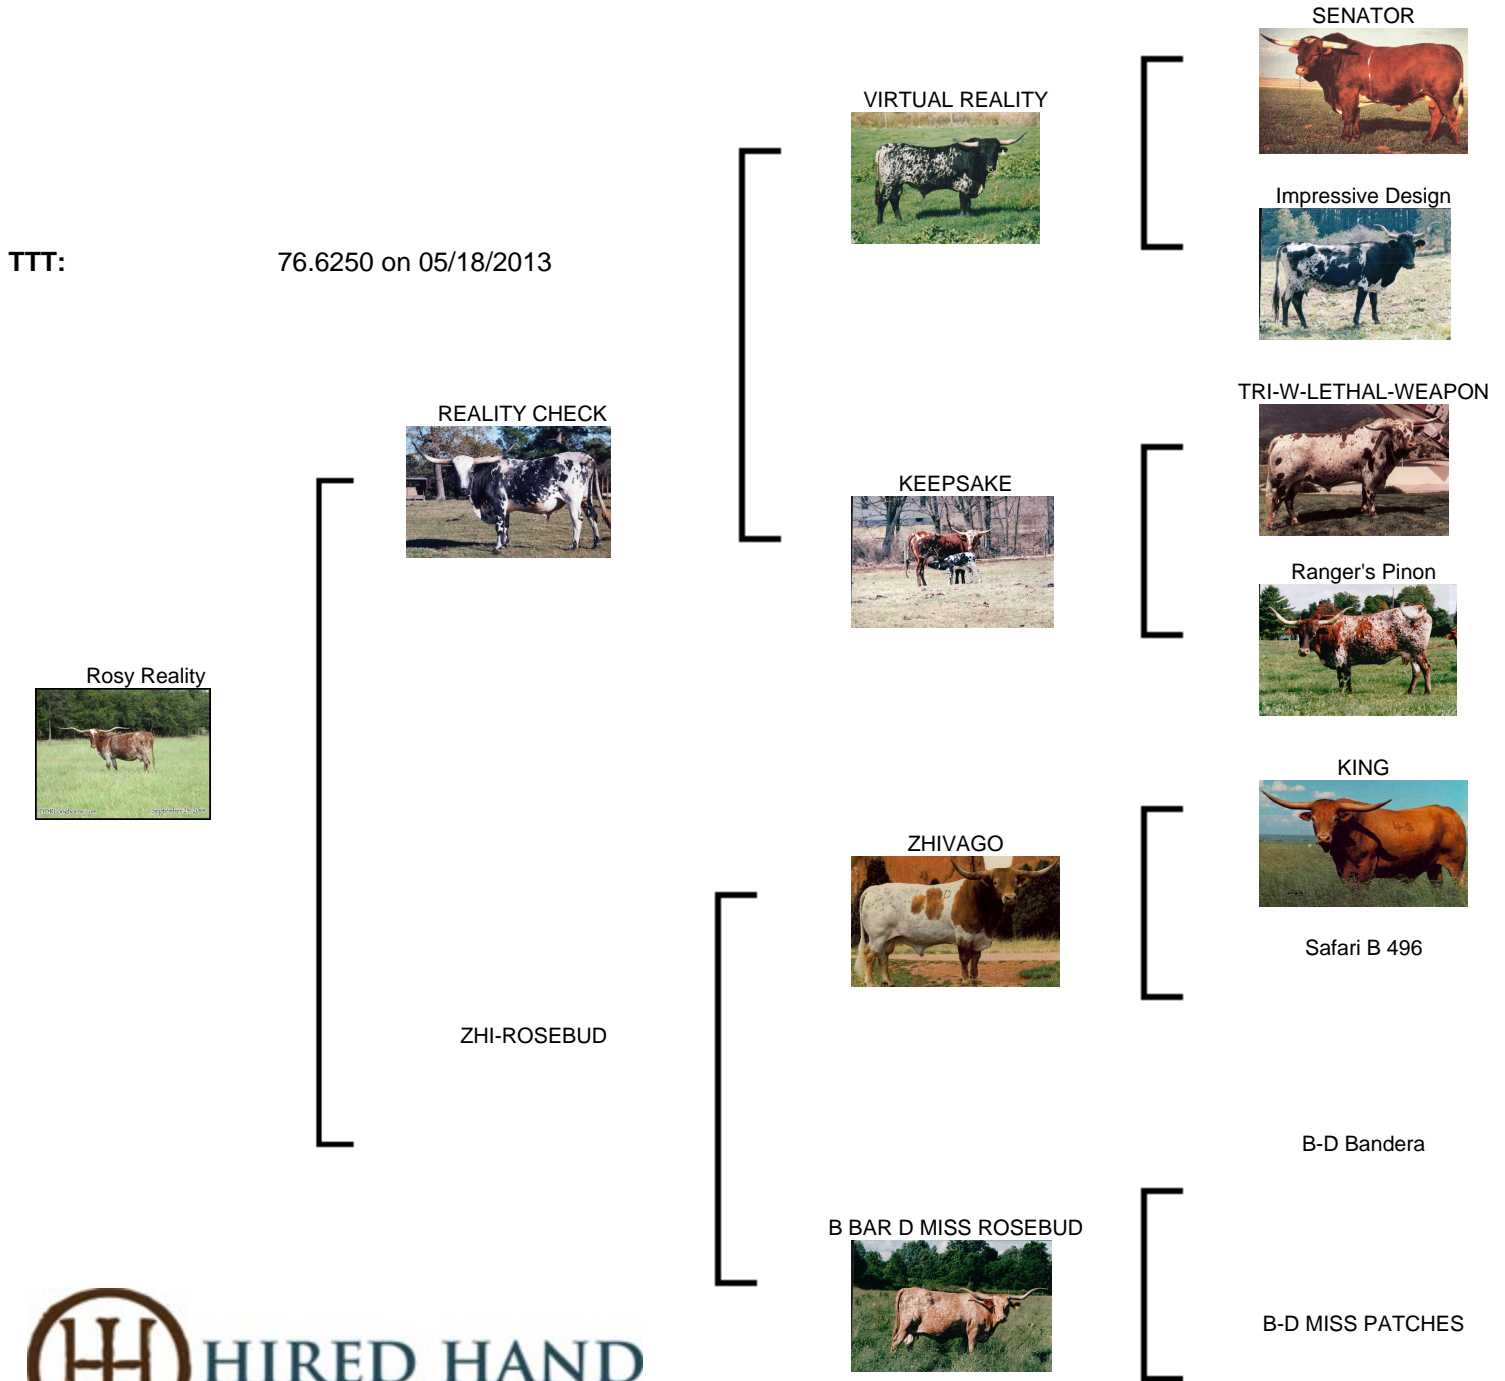 SENATOR
VIRTUAL REALITY
Impressive Design
TTT: 76.6250 on 05/18/2013
TRI-W-LETHAL-WEAPON
REALITY CHECK
KEEPSAKE
Ranger's Pinon
Rosy Reality
KING
ZHIVAGO
Safari B 496
ZHI-ROSEBUD
B-D Bandera
B BAR D MISS ROSEBUD
B-D MISS PATCHES
HIRED HAND